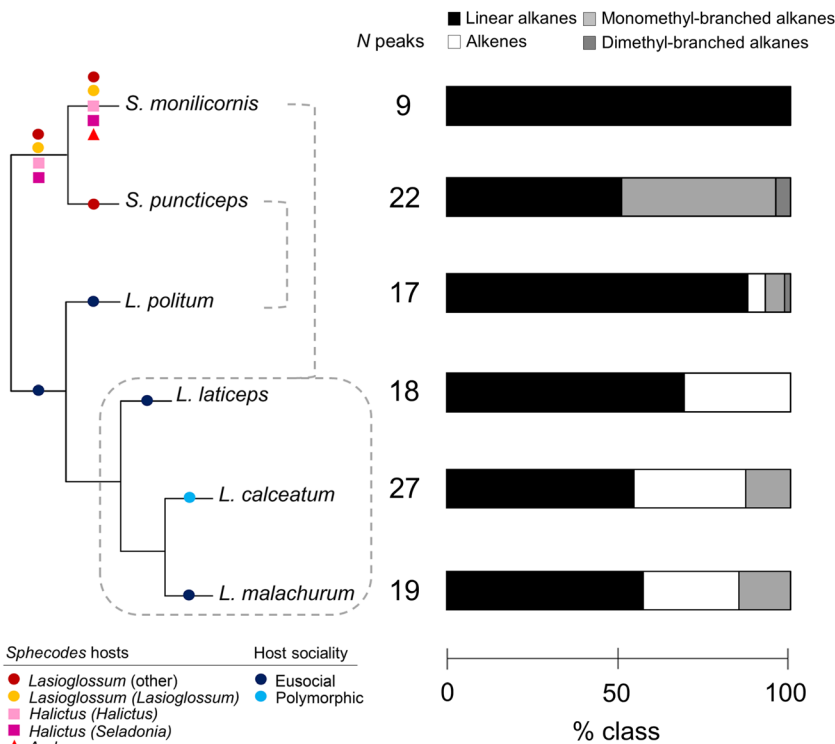 N peaks
Linear alkanes
Monomethyl-branched alkanes
Alkenes
Dimethyl-branched alkanes
S. monilicornis
9
S. puncticeps
22
L. politum
17
L. laticeps
18
L. calceatum
27
L. malachurum
19
Sphecodes hosts
Host sociality
Lasioglossum (other)
Eusocial
Lasioglossum (Lasioglossum)
Polymorphic
Halictus (Halictus)
Halictus (Seladonia)
0
50
100
% class